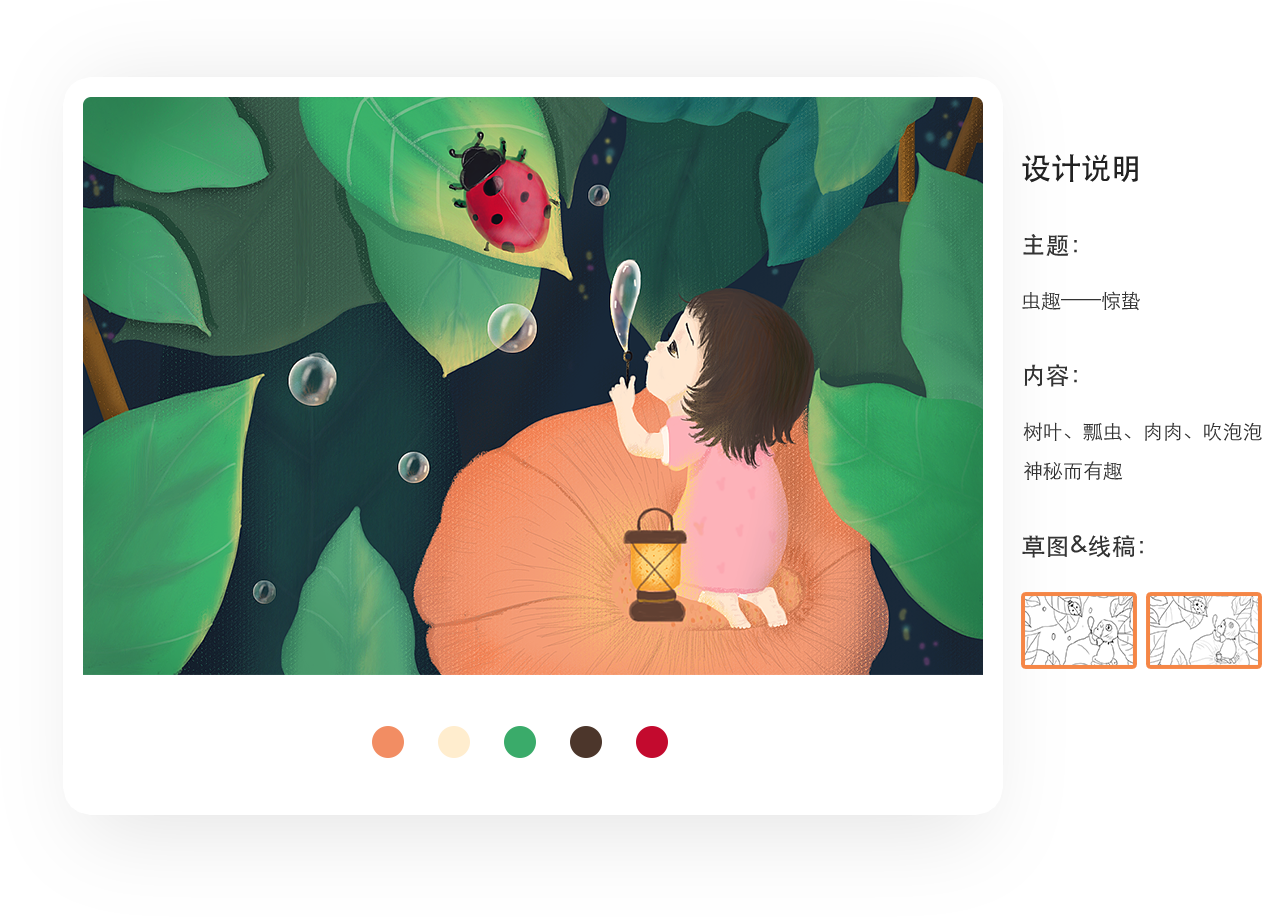 设计说明
主题：
虫趣——惊蛰
内容：
树叶、瓢虫、肉肉、吹泡泡
神秘而有趣
草图&线稿：